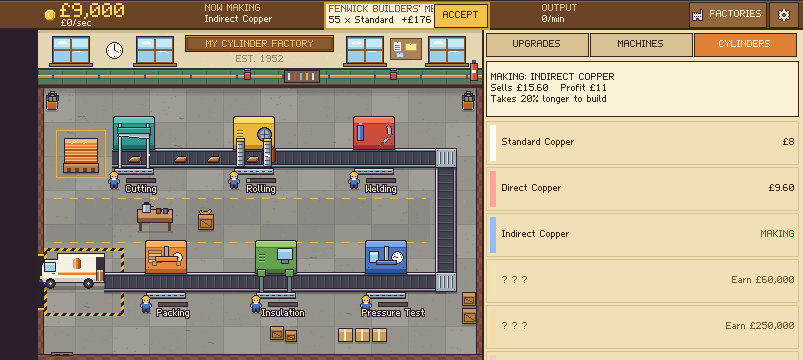 £9,000
£0/sec
NOW MAKING
Indirect Copper
FENWICK BUILDERS' ME
55 x Standard +£176
ACCEPT
OUTPUT
0/min
FACTORIES
MY CYLINDER FACTORY
EST. 1952
Cutting
Rolling
Welding
Packing
Insulation
Pressure Test
UPGRADES
MACHINES
CYLINDERS
MAKING: INDIRECT COPPER
Sells £15.60 Profit £11
Takes 20% longer to build
Standard Copper £8
Direct Copper £9.60
Indirect Copper MAKING
? ? ? Earn £60,000
? ? ? Earn £250,000